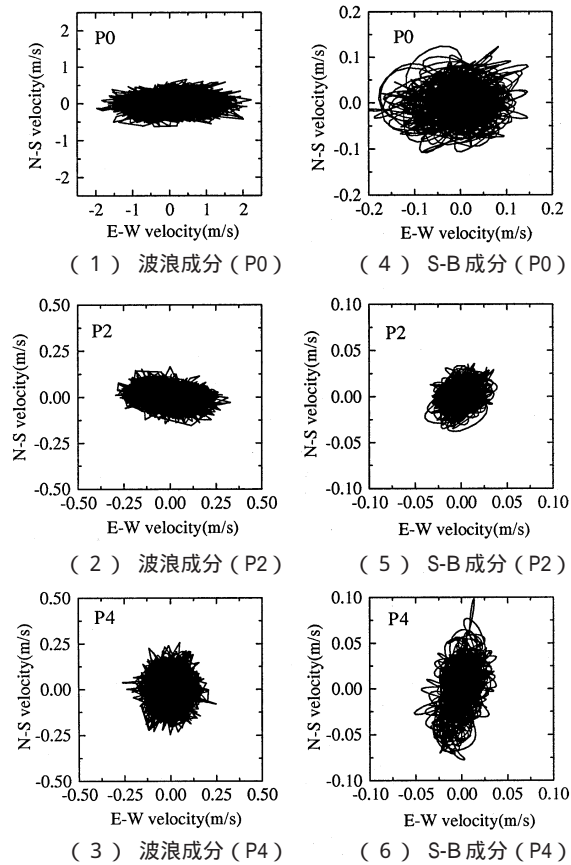 P0
N-S velocity(m/s)
2
1
0
-1
-2
-2 -1 0 1 2
E-W velocity(m/s)
( 1 ) 波浪成分 ( P0 )
P0
N-S velocity(m/s)
0.2
0.1
0.0
-0.1
-0.2
-0.2 -0.1 0.0 0.1 0.2
E-W velocity(m/s)
( 4 ) S-B 成分 ( P0 )
P2
N-S velocity(m/s)
0.50
0.25
0.00
-0.25
-0.50
-0.50 -0.25 0.00 0.25 0.50
E-W velocity(m/s)
( 2 ) 波浪成分 ( P2 )
P2
N-S velocity(m/s)
0.10
0.05
0.00
-0.05
-0.10
-0.10 -0.05 0.00 0.05 0.10
E-W velocity(m/s)
( 5 ) S-B 成分 ( P2 )
P4
N-S velocity(m/s)
0.50
0.25
0.00
-0.25
-0.50
-0.50 -0.25 0.00 0.25 0.50
E-W velocity(m/s)
( 3 ) 波浪成分 ( P4 )
P4
N-S velocity(m/s)
0.10
0.05
0.00
-0.05
0.10
-0.10 -0.05 0.00 0.05 0.10
E-W velocity(m/s)
( 6 ) S-B 成分 ( P4 )